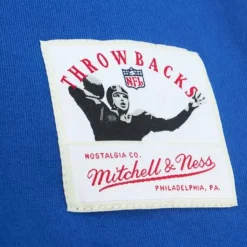 THROWBACKS
NFL
NOSTALGIA CO.
Mitchell & Ness
PHILADELPHIA, PA.